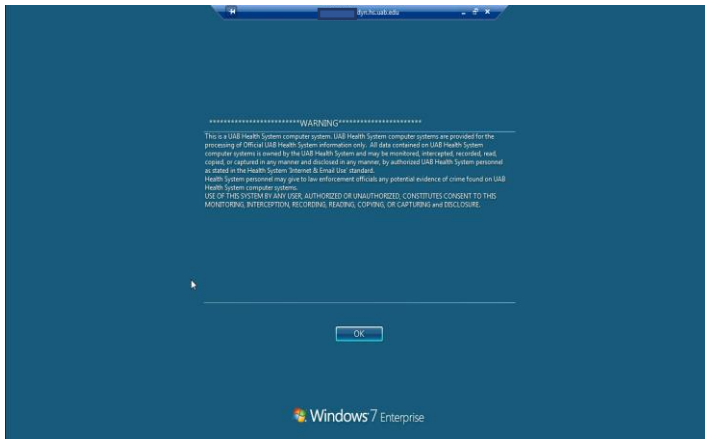 dyn.hs.uab.edu
*************************WARNING***********************
This is a UAB Health System computer system. UAB Health System computer systems are provided for the
processing of Official UAB Health System information only. All data contained on UAB Health System
computer systems is owned by the UAB Health System and may be monitored, intercepted, recorded, read,
copied, or captured in any manner and disclosed in any manner, by authorized UAB Health System personnel
as stated in the Health System 'Internet & Email Use' standard.
Health System personnel may give to law enforcement officials any potential evidence of crime found on UAB
Health System computer systems.
USE OF THIS SYSTEM BY ANY USER, AUTHORIZED OR UNAUTHORIZED, CONSTITUTES CONSENT TO THIS
MONITORING, INTERCEPTION, RECORDING, READING, COPYING, OR CAPTURING and DISCLOSURE.
OK
Windows 7 Enterprise